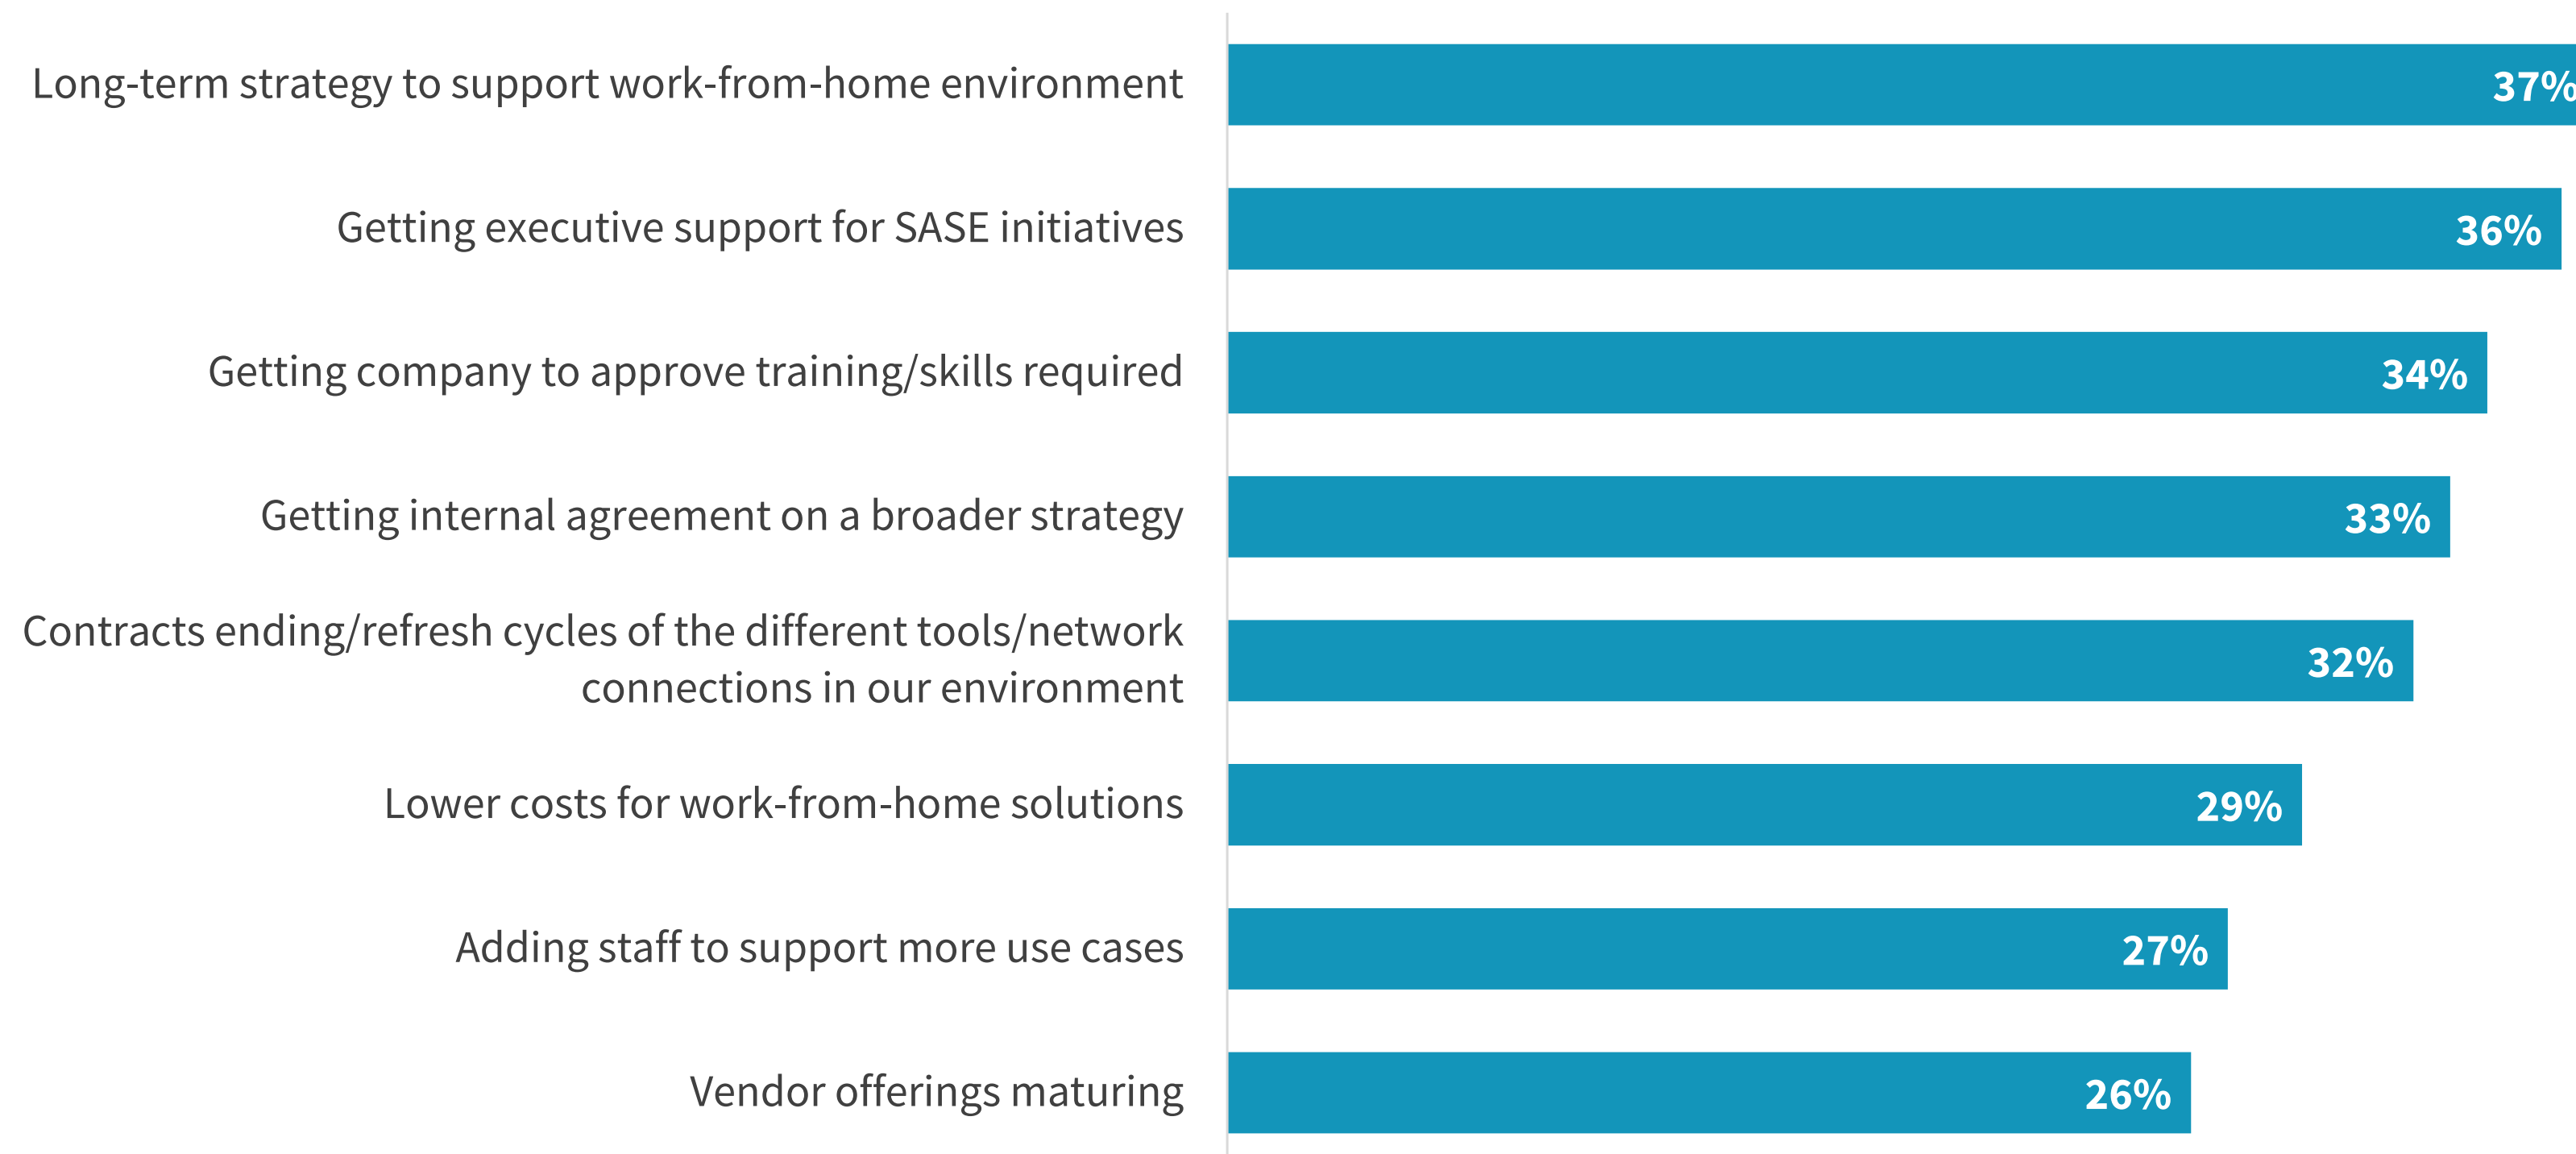 Long-term strategy to support work-from-home environment 37%
Getting executive support for SASE initiatives 36%
Getting company to approve training/skills required 34%
Getting internal agreement on a broader strategy 33%
Contracts ending/refresh cycles of the different tools/network
connections in our environment 32%
Lower costs for work-from-home solutions 29%
Adding staff to support more use cases 27%
Vendor offerings maturing 26%